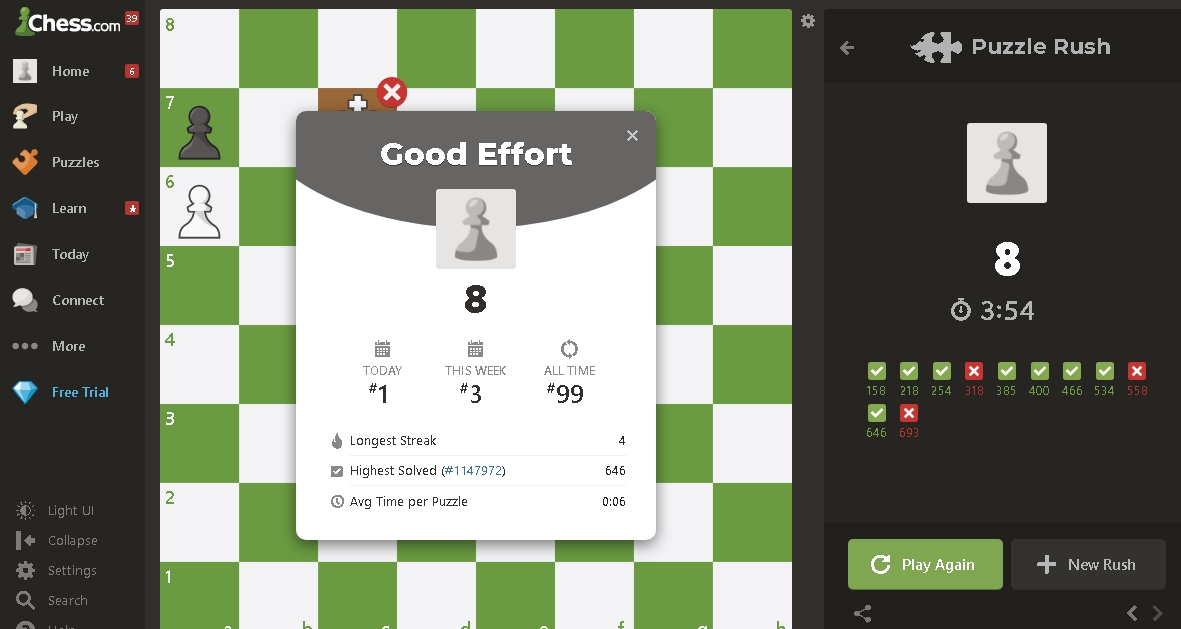 Chess.com 39
Home 6
Play
Puzzles
Learn
Today
Connect
More
Free Trial
Light UI
Collapse
Settings
Search
Help
8
7
6
5
4
3
2
1
a b c d e f g h
Good Effort
8
TODAY THIS WEEK ALL TIME
#1 #3 #99
Longest Streak 4
Highest Solved (#1147972) 646
Avg Time per Puzzle 0:06
Puzzle Rush
8
3:54
158 218 254 318 385 400 466 534 558
646 693
Play Again
New Rush